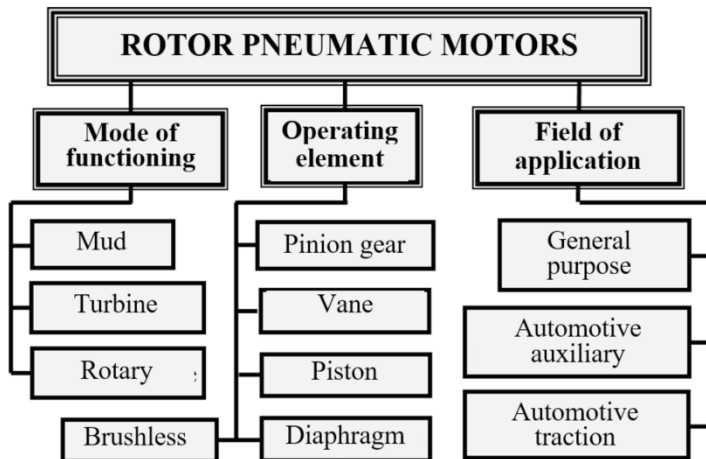 ROTOR PNEUMATIC MOTORS
Mode of
functioning
Operating
element
Field of
application
Mud
Turbine
Rotary
Pinion gear
Vane
Piston
Brushless
Diaphragm
General
purpose
Automotive
auxiliary
Automotive
traction